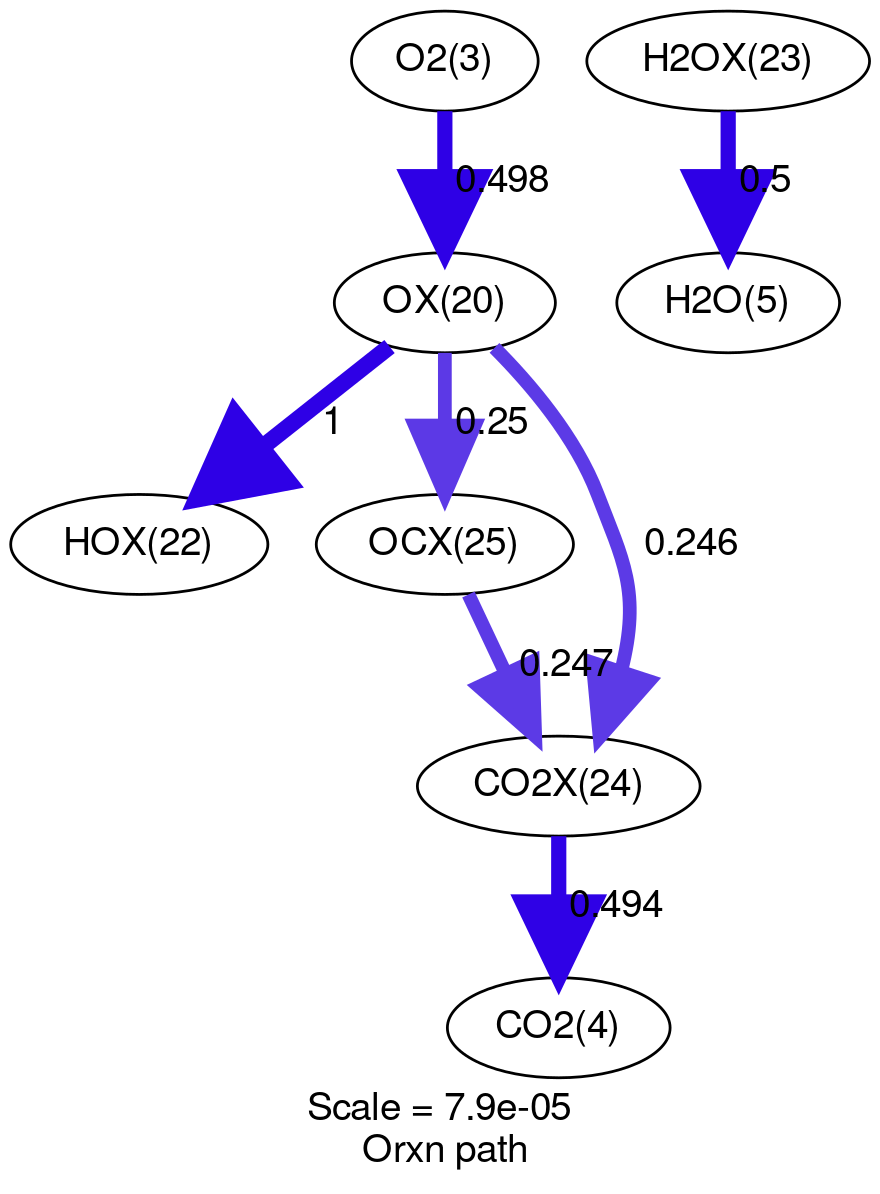 O2(3)
H2OX(23)
0.498
0.5
OX(20)
H2O(5)
1
0.25
HOX(22)
OCX(25)
0.246
0.247
CO2X(24)
0.494
CO2(4)
Scale = 7.9e-05
Orxn path